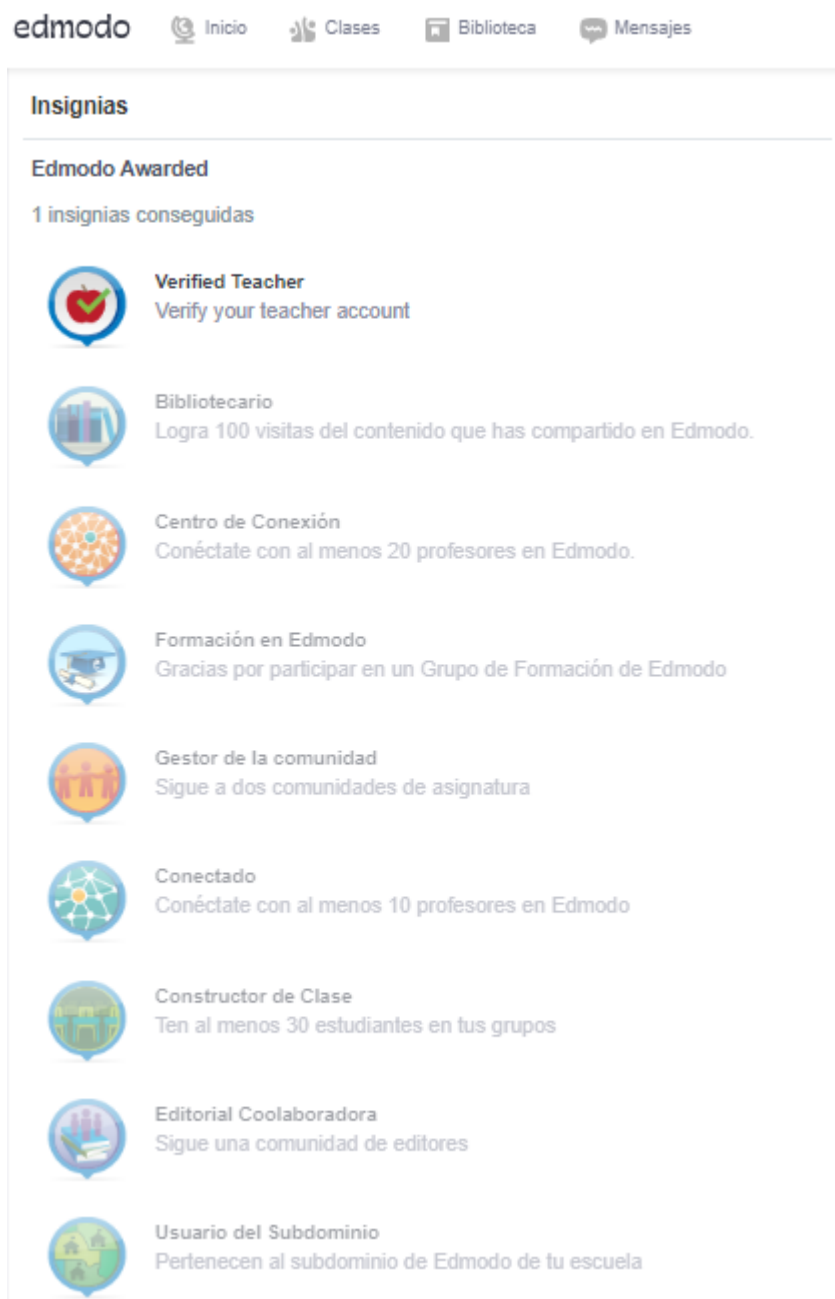 edmodo Inicio Clases Biblioteca Mensajes
Insignias
Edmodo Awarded
1 insignias conseguidas
Verified Teacher
Verify your teacher account
Bibliotecario
Logra 100 visitas del contenido que has compartido en Edmodo.
Centro de Conexión
Conéctate con al menos 20 profesores en Edmodo.
Formación en Edmodo
Gracias por participar en un Grupo de Formación de Edmodo
Gestor de la comunidad
Sigue a dos comunidades de asignatura
Conectado
Conéctate con al menos 10 profesores en Edmodo
Constructor de Clase
Ten al menos 30 estudiantes en tus grupos
Editorial Coolaboradora
Sigue una comunidad de editores
Usuario del Subdominio
Pertenecen al subdominio de Edmodo de tu escuela